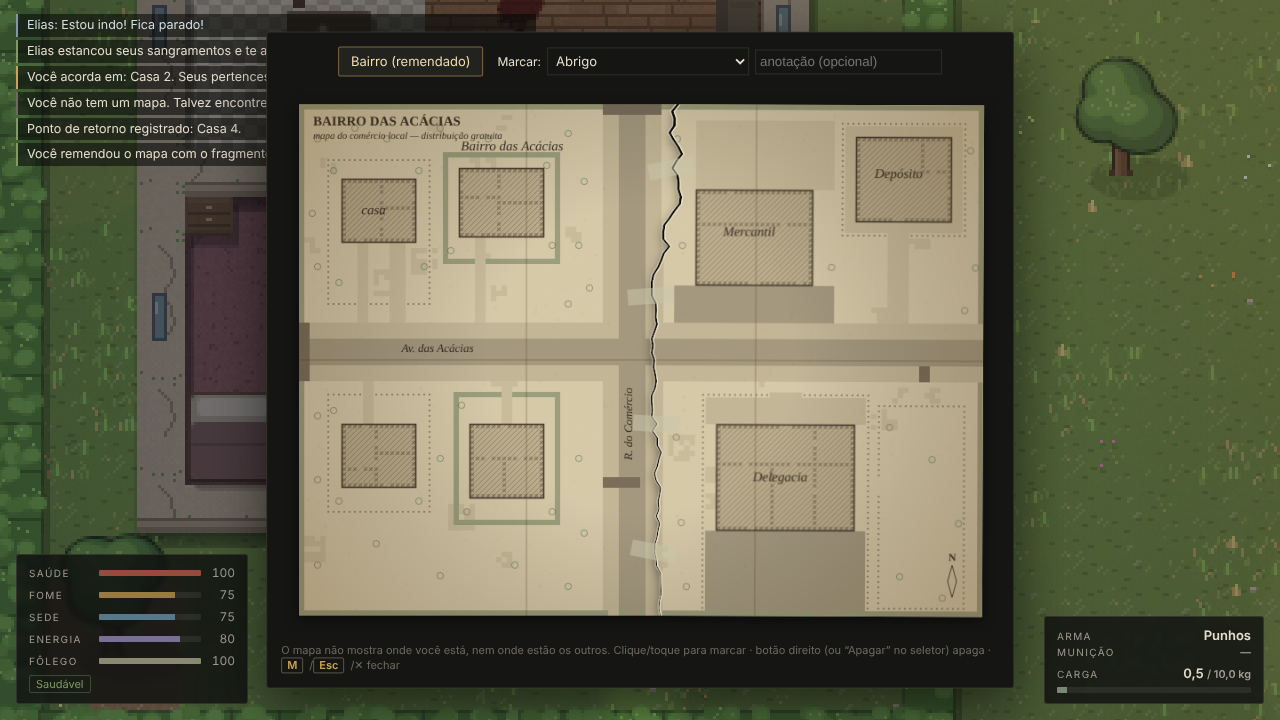 Elias: Estou indo! Fica parado!
Elias estancou seus sangramentos e te a
Você acorda em: Casa 2. Seus pertences
Você não tem um mapa. Talvez encontre
Ponto de retorno registrado: Casa 4.
Você remendou o mapa com o fragment
Bairro (remendado)
Marcar:
Abrigo
anotação (opcional)
BAIRRO DAS ACÁCIAS
mapa do comércio local — distribuição gratuita
Bairro das Acácias
casa
Mercantil
Depósito
Av. das Acácias
R. do Comércio
Delegacia
N
O mapa não mostra onde você está, nem onde estão os outros. Clique/toque para marcar · botão direito (ou “Apagar” no seletor) apaga ·
M / Esc /✕ fechar
SAÚDE 100
FOME 75
SEDE 75
ENERGIA 80
FÔLEGO 100
Saudável
ARMA Punhos
MUNIÇÃO —
CARGA 0,5 / 10,0 kg